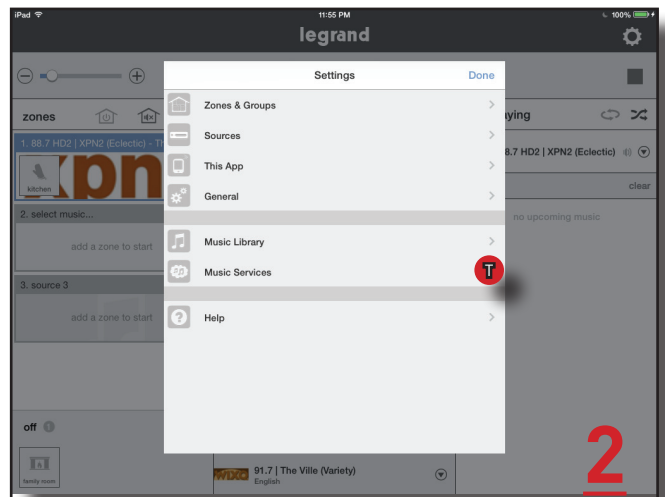 iPad 11:55 PM 100%
legrand
Settings Done
zones
Zones & Groups
Sources
This App
General
Music Library
Music Services T
Help
1. 88.7 HD2 | XPN2 (Eclectic) - Th
xpn
kitchen
2. select music...
add a zone to start
3. source 3
add a zone to start
off
family room
WXO
91.7 | The Ville (Variety)
English
ying
8.7 HD2 | XPN2 (Eclectic)
clear
no upcoming music
2